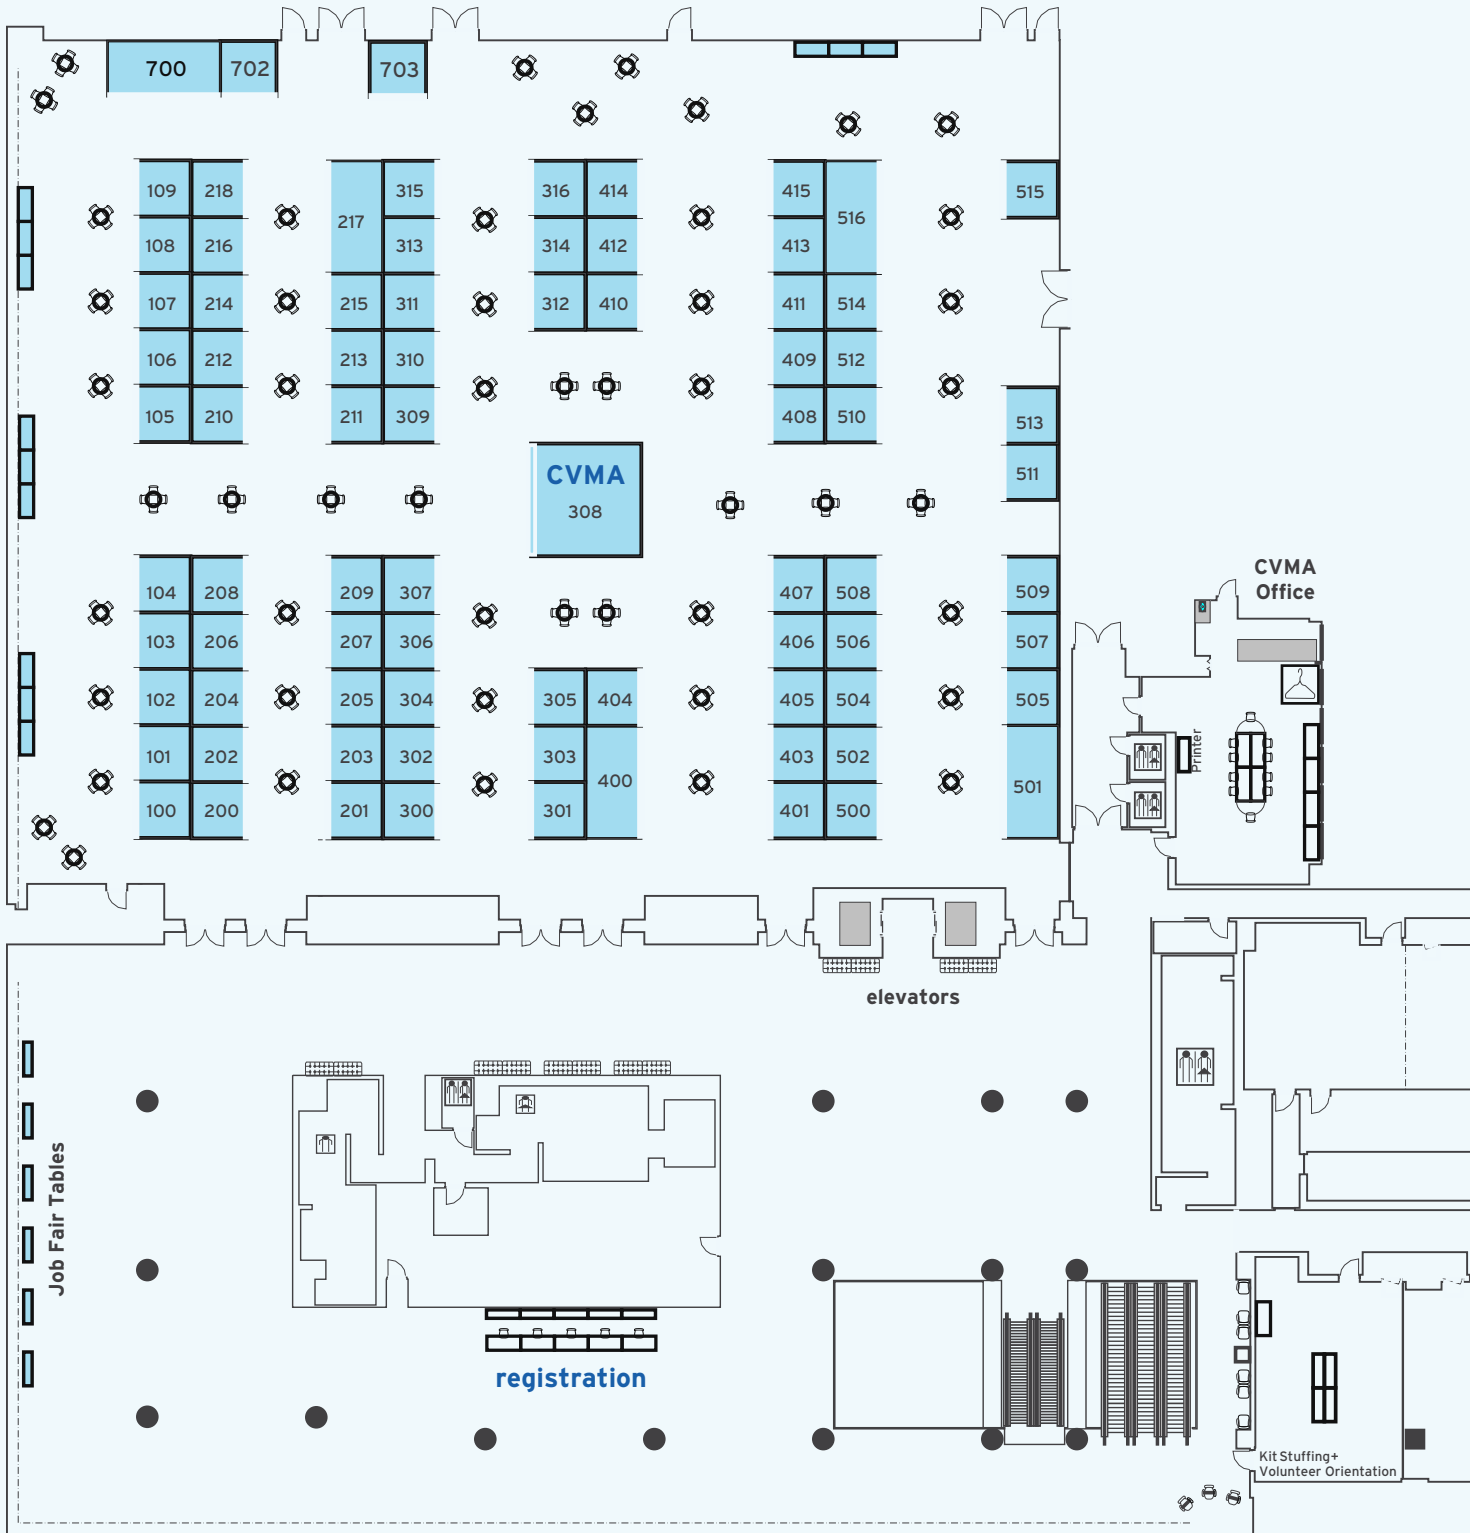 700 702 703
109 218 315 316 414 415 515
217 516
108 216 313 314 412 413
107 214 215 311 312 410 411 514
106 212 213 310 409 512
105 210 211 309 408 510 513
CVMA 511
308
CVMA
Office
104 208 209 307 407 508 509
103 206 207 306 406 506 507
102 204 205 304 305 404 405 504 505
101 202 203 302 303 403 502
Printer
400 501
100 200 201 300 301 401 500
elevators
Job Fair Tables
registration
Kit Stuffing+
Volunteer Orientation